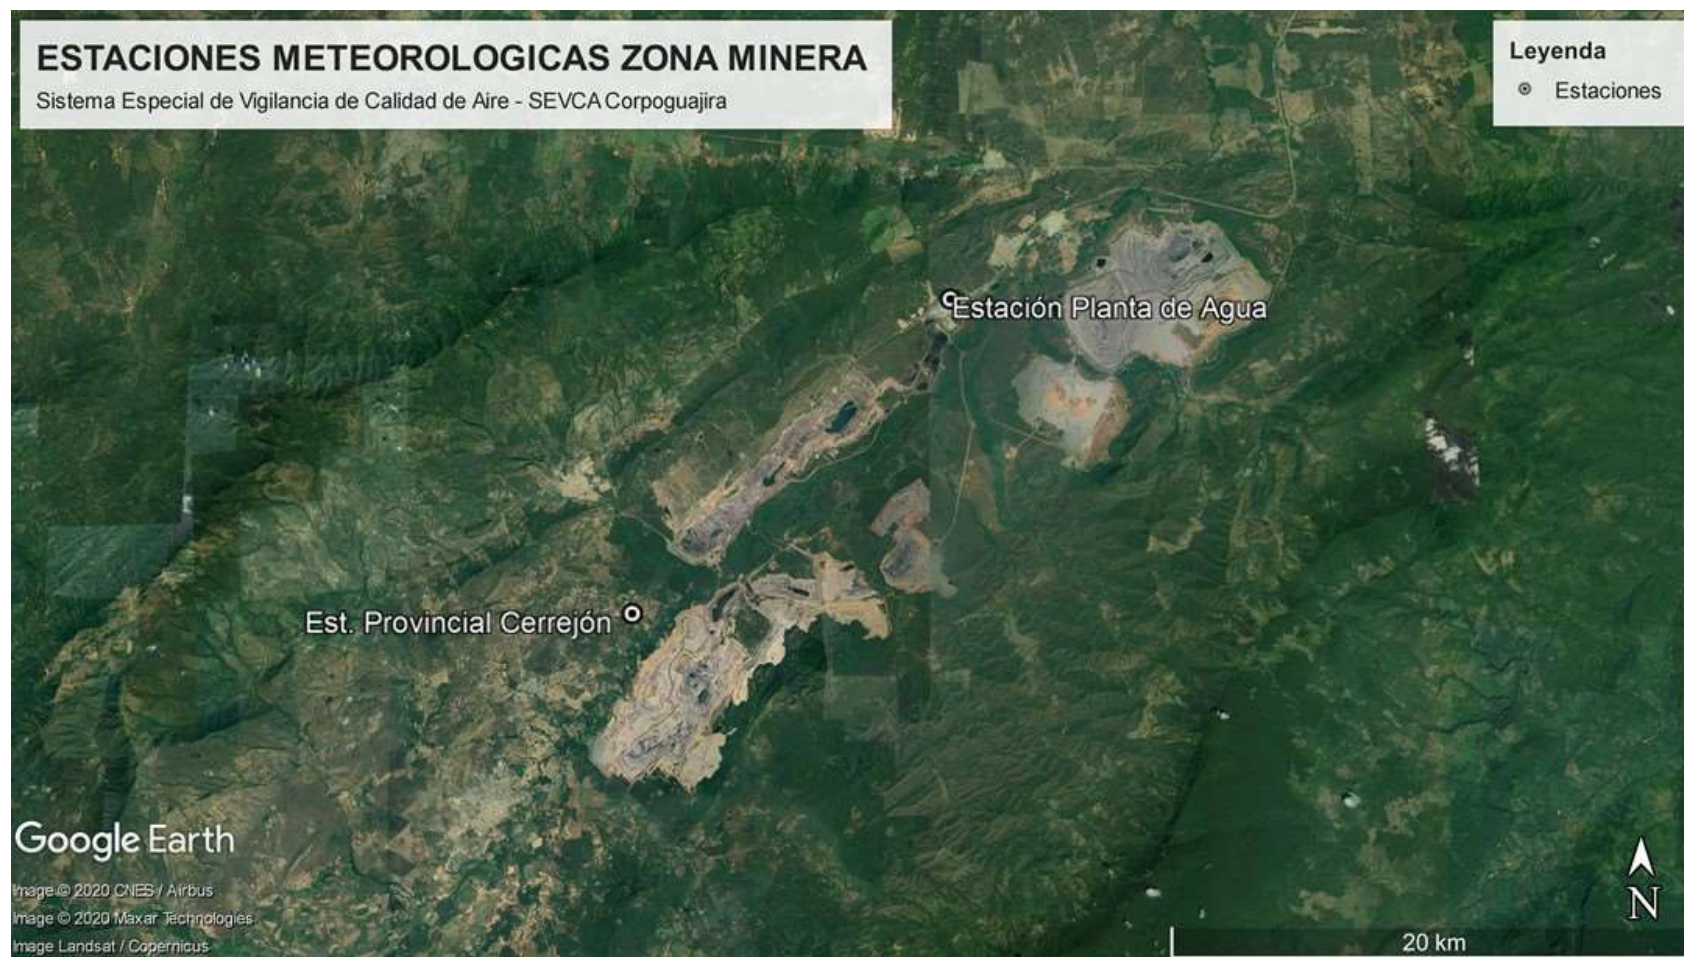 ESTACIONES METEOROLOGICAS ZONA MINERA
Sistema Especial de Vigilancia de Calidad de Aire - SEVCA Corpoguajira
Leyenda
Estaciones
Estación Planta de Agua
Est. Provincial Cerrejón
Google Earth
Image © 2020 CNES / Airbus
Image © 2020 Maxar Technologies
Image Landsat / Copernicus
N
20 km